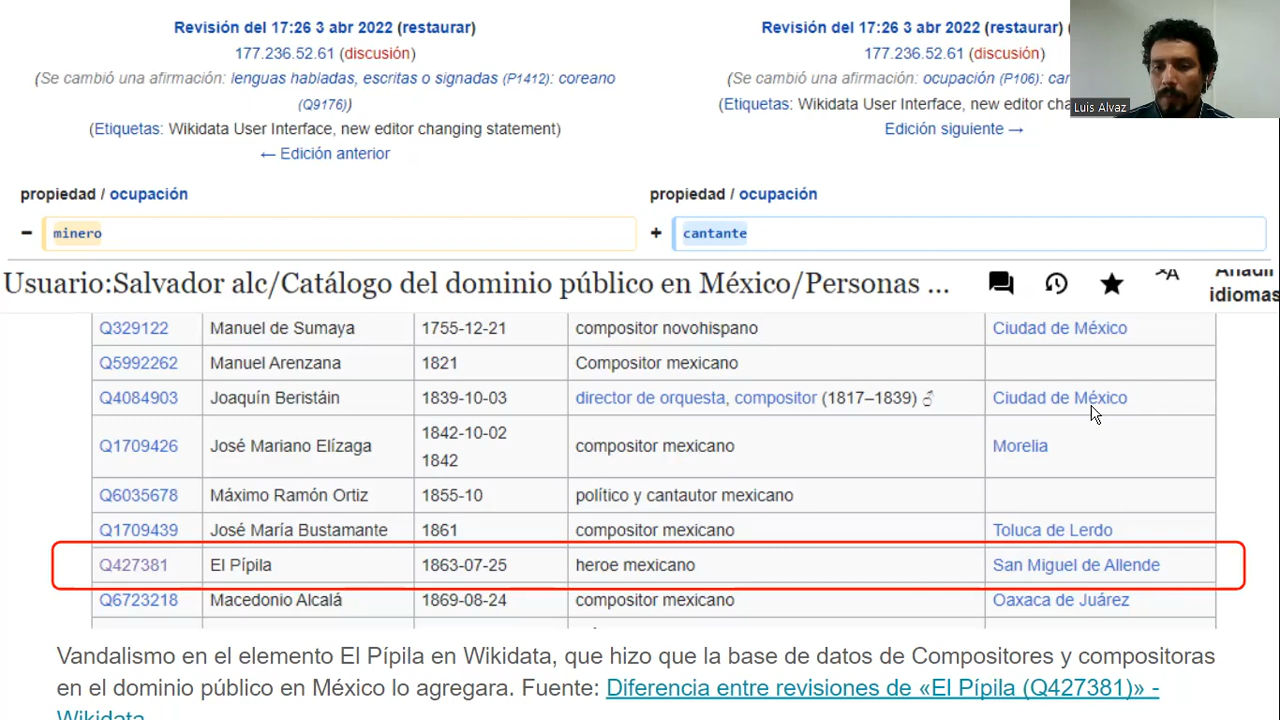 Revisión del 17:26 3 abr 2022 (restaurar)
177.236.52.61 (discusión)
(Se cambió una afirmación: lenguas habladas, escritas o signadas (P1412): coreano
(Q9176))
(Etiquetas: Wikidata User Interface, new editor changing statement)
← Edición anterior
Revisión del 17:26 3 abr 2022 (restaurar) (
177.236.52.61 (discusión)
(Se cambió una afirmación: ocupación (P106):
(Etiquetas: Wikidata User Interface, new editor
Edición siguiente →
Luis Alvaz
propiedad / ocupación
propiedad / ocupación
− minero
+ cantante
Usuario:Salvador alc/Catálogo del dominio público en México/Personas ...
Añadir
idiomas
Q329122 Manuel de Sumaya 1755-12-21 compositor novohispano Ciudad de México
Q5992262 Manuel Arenzana 1821 Compositor mexicano
Q4084903 Joaquín Beristáin 1839-10-03 director de orquesta, compositor (1817–1839) ♂ Ciudad de México
Q1709426 José Mariano Elízaga 1842-10-02 compositor mexicano Morelia
1842
Q6035678 Máximo Ramón Ortiz 1855-10 político y cantautor mexicano
Q1709439 José María Bustamante 1861 compositor mexicano Toluca de Lerdo
Q427381 El Pípila 1863-07-25 heroe mexicano San Miguel de Allende
Q6723218 Macedonio Alcalá 1869-08-24 compositor mexicano Oaxaca de Juárez
Vandalismo en el elemento El Pípila en Wikidata, que hizo que la base de datos de Compositores y compositoras
en el dominio público en México lo agregara. Fuente: Diferencia entre revisiones de «El Pípila (Q427381)» -
Wikidata